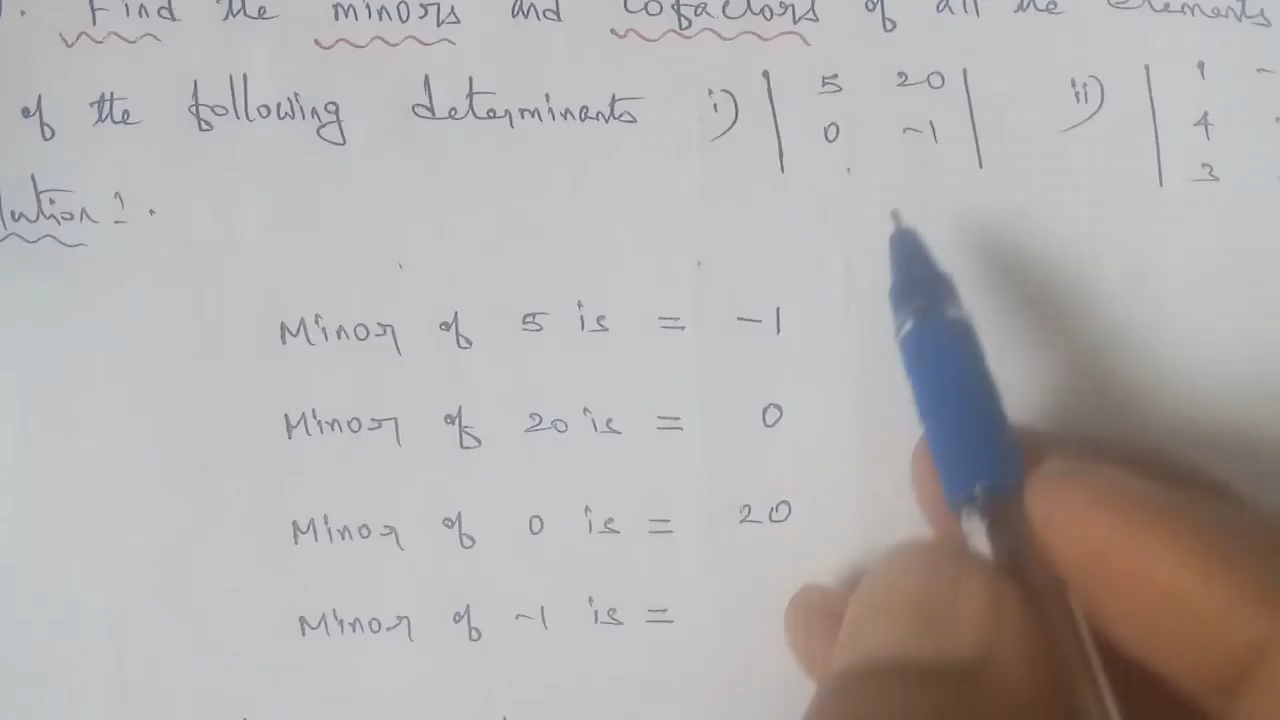 . Find the minors and cofactors of all the elements
of the following determinants i) | 5 20 | ii) | 1 -
0 -1 4
3
lution :.
Minor of 5 is = -1
Minor of 20 is = 0
Minor of 0 is = 20
Minor of -1 is =